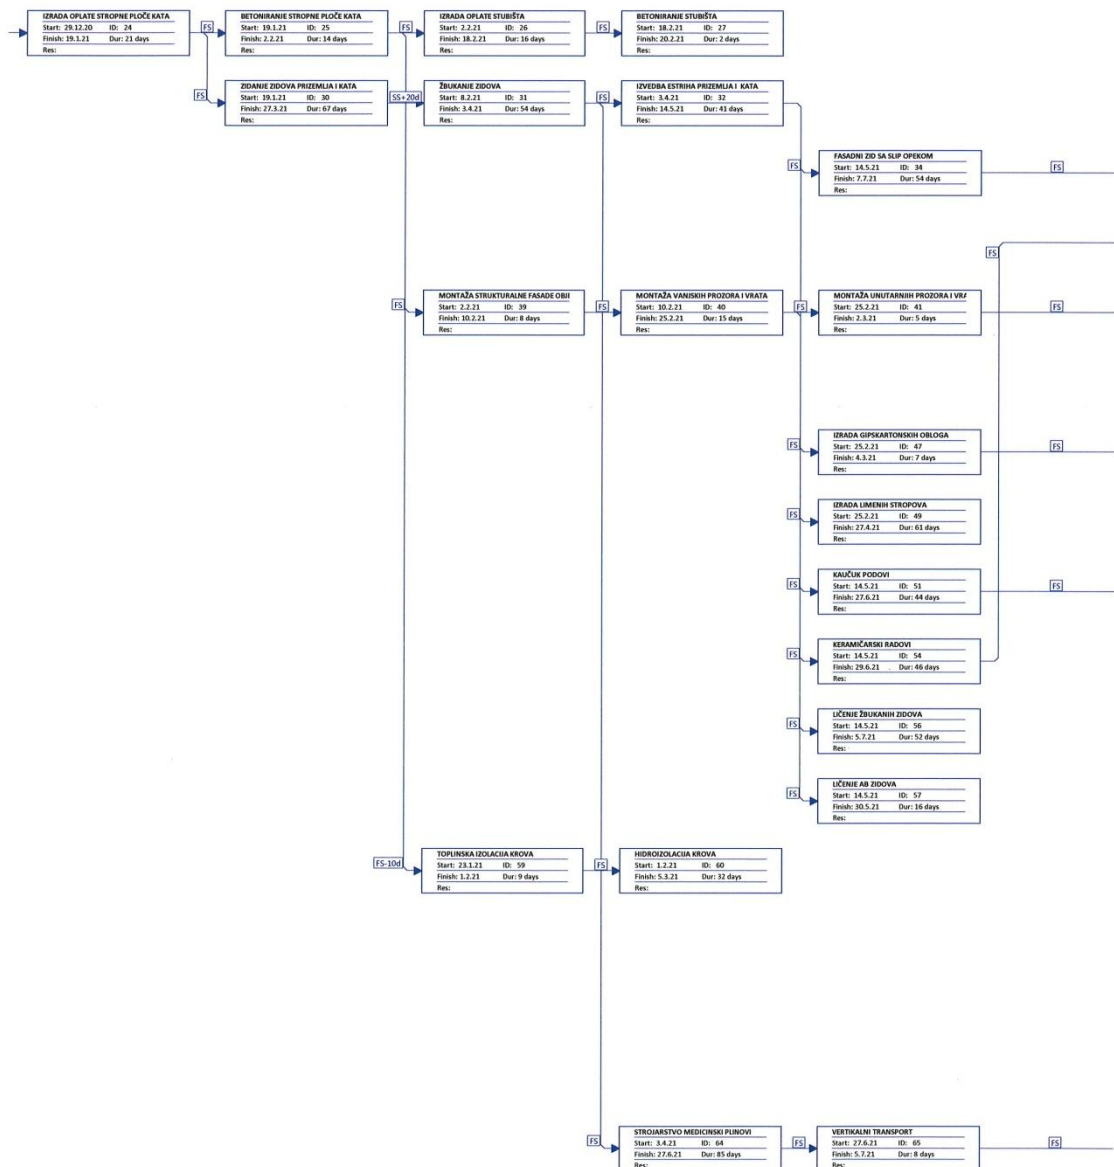 IZRADA OPLATE STROPNE PLOČE KATA
Start: 29.12.20 ID: 24
Finish: 19.1.21 Dur: 21 days
Res:
FS
BETONIRANJE STROPNE PLOČE KATA
Start: 19.1.21 ID: 25
Finish: 2.2.21 Dur: 14 days
Res:
FS
IZRADA OPLATE STUBIŠTA
Start: 2.2.21 ID: 26
Finish: 18.2.21 Dur: 16 days
Res:
FS
BETONIRANJE STUBIŠTA
Start: 18.2.21 ID: 27
Finish: 20.2.21 Dur: 2 days
Res:
FS
ZIDANJE ZIDOVA PRIZEMLJA I KATA
Start: 19.1.21 ID: 30
Finish: 27.3.21 Dur: 67 days
Res:
SS+20d
ŽBUKANJE ZIDOVA
Start: 8.2.21 ID: 31
Finish: 3.4.21 Dur: 54 days
Res:
FS
IZVEDBA ESTRIHA PRIZEMLJA I KATA
Start: 3.4.21 ID: 32
Finish: 14.5.21 Dur: 41 days
Res:
FS
FASADNI ZID SA SLIP OPEKOM
Start: 14.5.21 ID: 34
Finish: 7.7.21 Dur: 54 days
Res:
FS
FS
FS
MONTAŽA STRUKTURALNE FASADE OBJI
Start: 2.2.21 ID: 39
Finish: 10.2.21 Dur: 8 days
Res:
FS
MONTAŽA VANJSKIH PROZORA I VRATA
Start: 10.2.21 ID: 40
Finish: 25.2.21 Dur: 15 days
Res:
FS
MONTAŽA UNUTARNJIH PROZORA I VRA
Start: 25.2.21 ID: 41
Finish: 2.3.21 Dur: 5 days
Res:
FS
FS
IZRADA GIPSKARTONSKIH OBLOGA
Start: 25.2.21 ID: 47
Finish: 4.3.21 Dur: 7 days
Res:
FS
FS
IZRADA LIMENIH STROPOVA
Start: 25.2.21 ID: 49
Finish: 27.4.21 Dur: 61 days
Res:
FS
KAUČUK PODOVI
Start: 14.5.21 ID: 51
Finish: 27.6.21 Dur: 44 days
Res:
FS
FS
KERAMIČARSKI RADOVI
Start: 14.5.21 ID: 54
Finish: 29.6.21 Dur: 46 days
Res:
FS
LIČENJE ŽBUKANIH ZIDOVA
Start: 14.5.21 ID: 56
Finish: 5.7.21 Dur: 52 days
Res:
FS
LIČENJE AB ZIDOVA
Start: 14.5.21 ID: 57
Finish: 30.5.21 Dur: 16 days
Res:
FS-10d
TOPLINSKA IZOLACIJA KROVA
Start: 23.1.21 ID: 59
Finish: 1.2.21 Dur: 9 days
Res:
FS
HIDROIZOLACIJA KROVA
Start: 1.2.21 ID: 60
Finish: 5.3.21 Dur: 32 days
Res:
FS
STROJARSTVO MEDICINSKI PLINOVI
Start: 3.4.21 ID: 64
Finish: 27.6.21 Dur: 85 days
Res:
FS
VERTIKALNI TRANSPORT
Start: 27.6.21 ID: 65
Finish: 5.7.21 Dur: 8 days
Res:
FS